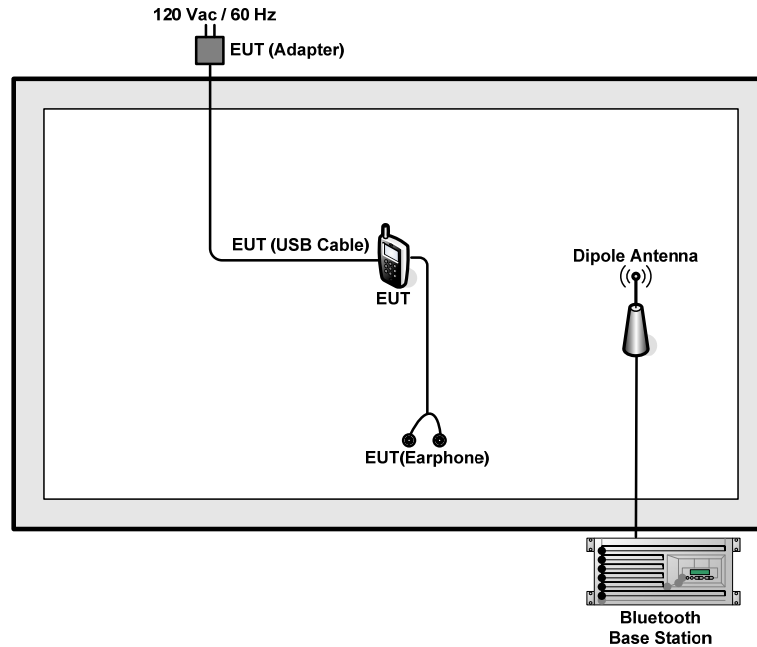 120 Vac / 60 Hz
EUT (Adapter)
EUT (USB Cable)
EUT
Dipole Antenna
EUT(Earphone)
Bluetooth
Base Station